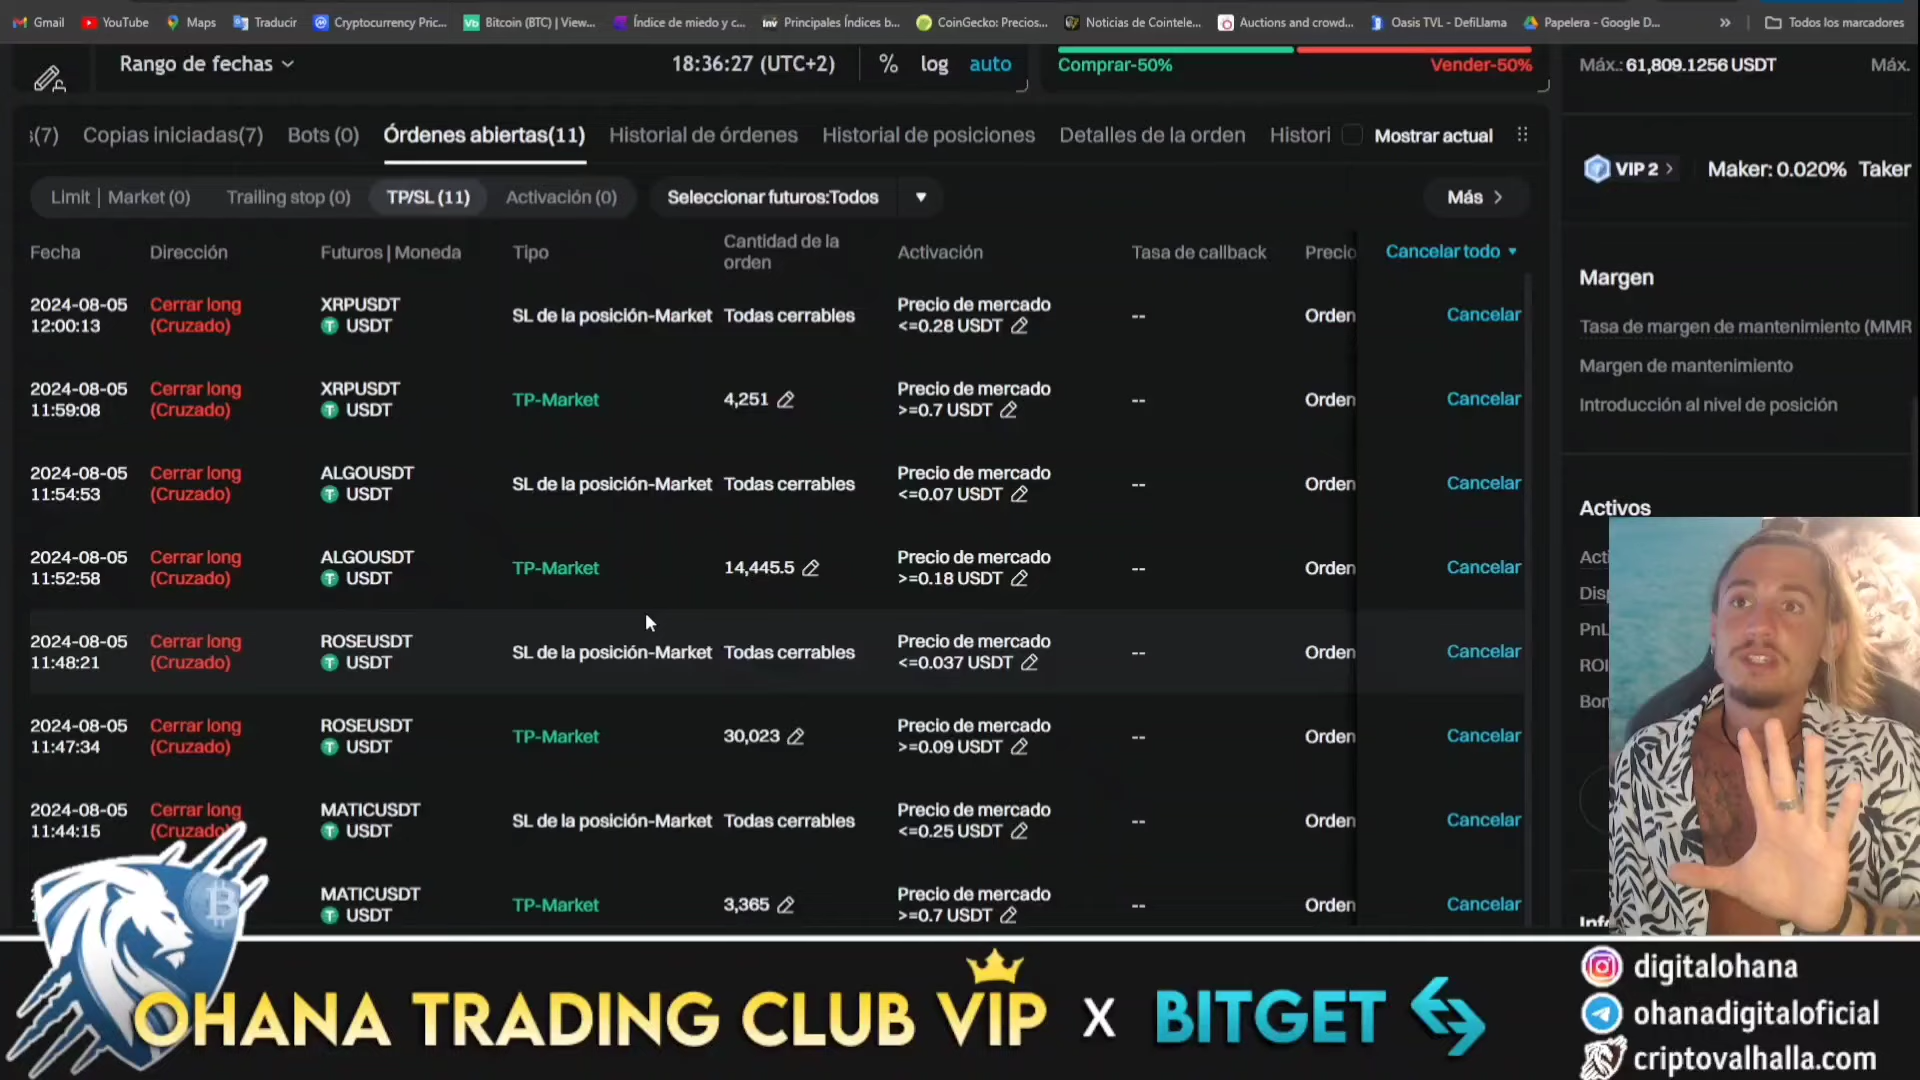 Gmail YouTube Maps Traducir Cryptocurrency Pric... Bitcoin (BTC) | View... Índice de miedo y c... Principales Índices b... CoinGecko: Precios... Noticias de Cointele... Auctions and crowd... Oasis TVL - DefiLlama Papelera - Google D... » Todos los marcadores
Rango de fechas 18:36:27 (UTC+2) % log auto
Comprar-50% Vender-50%
Máx.: 61,809.1256 USDT Máx.
s(7) Copias iniciadas(7) Bots (0) Órdenes abiertas(11) Historial de órdenes Historial de posiciones Detalles de la orden Histori Mostrar actual
VIP 2 > Maker: 0.020% Taker
Limit | Market (0) Trailing stop (0) TP/SL (11) Activación (0) Seleccionar futuros:Todos Más >
Fecha Dirección Futuros | Moneda Tipo Cantidad de la orden Activación Tasa de callback Precio Cancelar todo
2024-08-05 12:00:13 Cerrar long (Cruzado) XRPUSDT USDT SL de la posición-Market Todas cerrables Precio de mercado <=0.28 USDT -- Orden Cancelar
2024-08-05 11:59:08 Cerrar long (Cruzado) XRPUSDT USDT TP-Market 4,251 Precio de mercado >=0.7 USDT -- Orden Cancelar
2024-08-05 11:54:53 Cerrar long (Cruzado) ALGOUSDT USDT SL de la posición-Market Todas cerrables Precio de mercado <=0.07 USDT -- Orden Cancelar
2024-08-05 11:52:58 Cerrar long (Cruzado) ALGOUSDT USDT TP-Market 14,445.5 Precio de mercado >=0.18 USDT -- Orden Cancelar
2024-08-05 11:48:21 Cerrar long (Cruzado) ROSEUSDT USDT SL de la posición-Market Todas cerrables Precio de mercado <=0.037 USDT -- Orden Cancelar
2024-08-05 11:47:34 Cerrar long (Cruzado) ROSEUSDT USDT TP-Market 30,023 Precio de mercado >=0.09 USDT -- Orden Cancelar
2024-08-05 11:44:15 Cerrar long (Cruzado) MATICUSDT USDT SL de la posición-Market Todas cerrables Precio de mercado <=0.25 USDT -- Orden Cancelar
MATICUSDT USDT TP-Market 3,365 Precio de mercado >=0.7 USDT -- Orden Cancelar
Margen
Tasa de margen de mantenimiento (MMR
Margen de mantenimiento
Introducción al nivel de posición
Activos
Acti
Disp
PnL
ROI
Bon
Inf
OHANA TRADING CLUB VIP X BITGET
digitalohana
ohanadigitaloficial
criptovalhalla.com